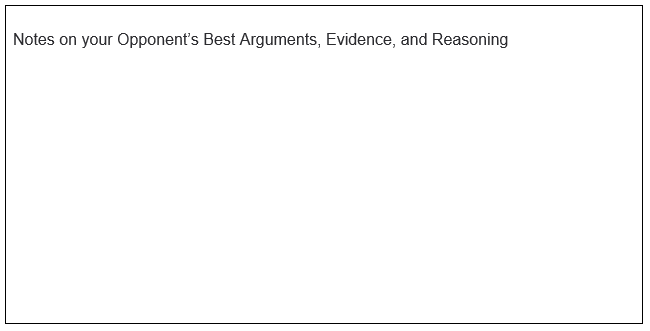 Notes on your Opponent’s Best Arguments, Evidence, and Reasoning